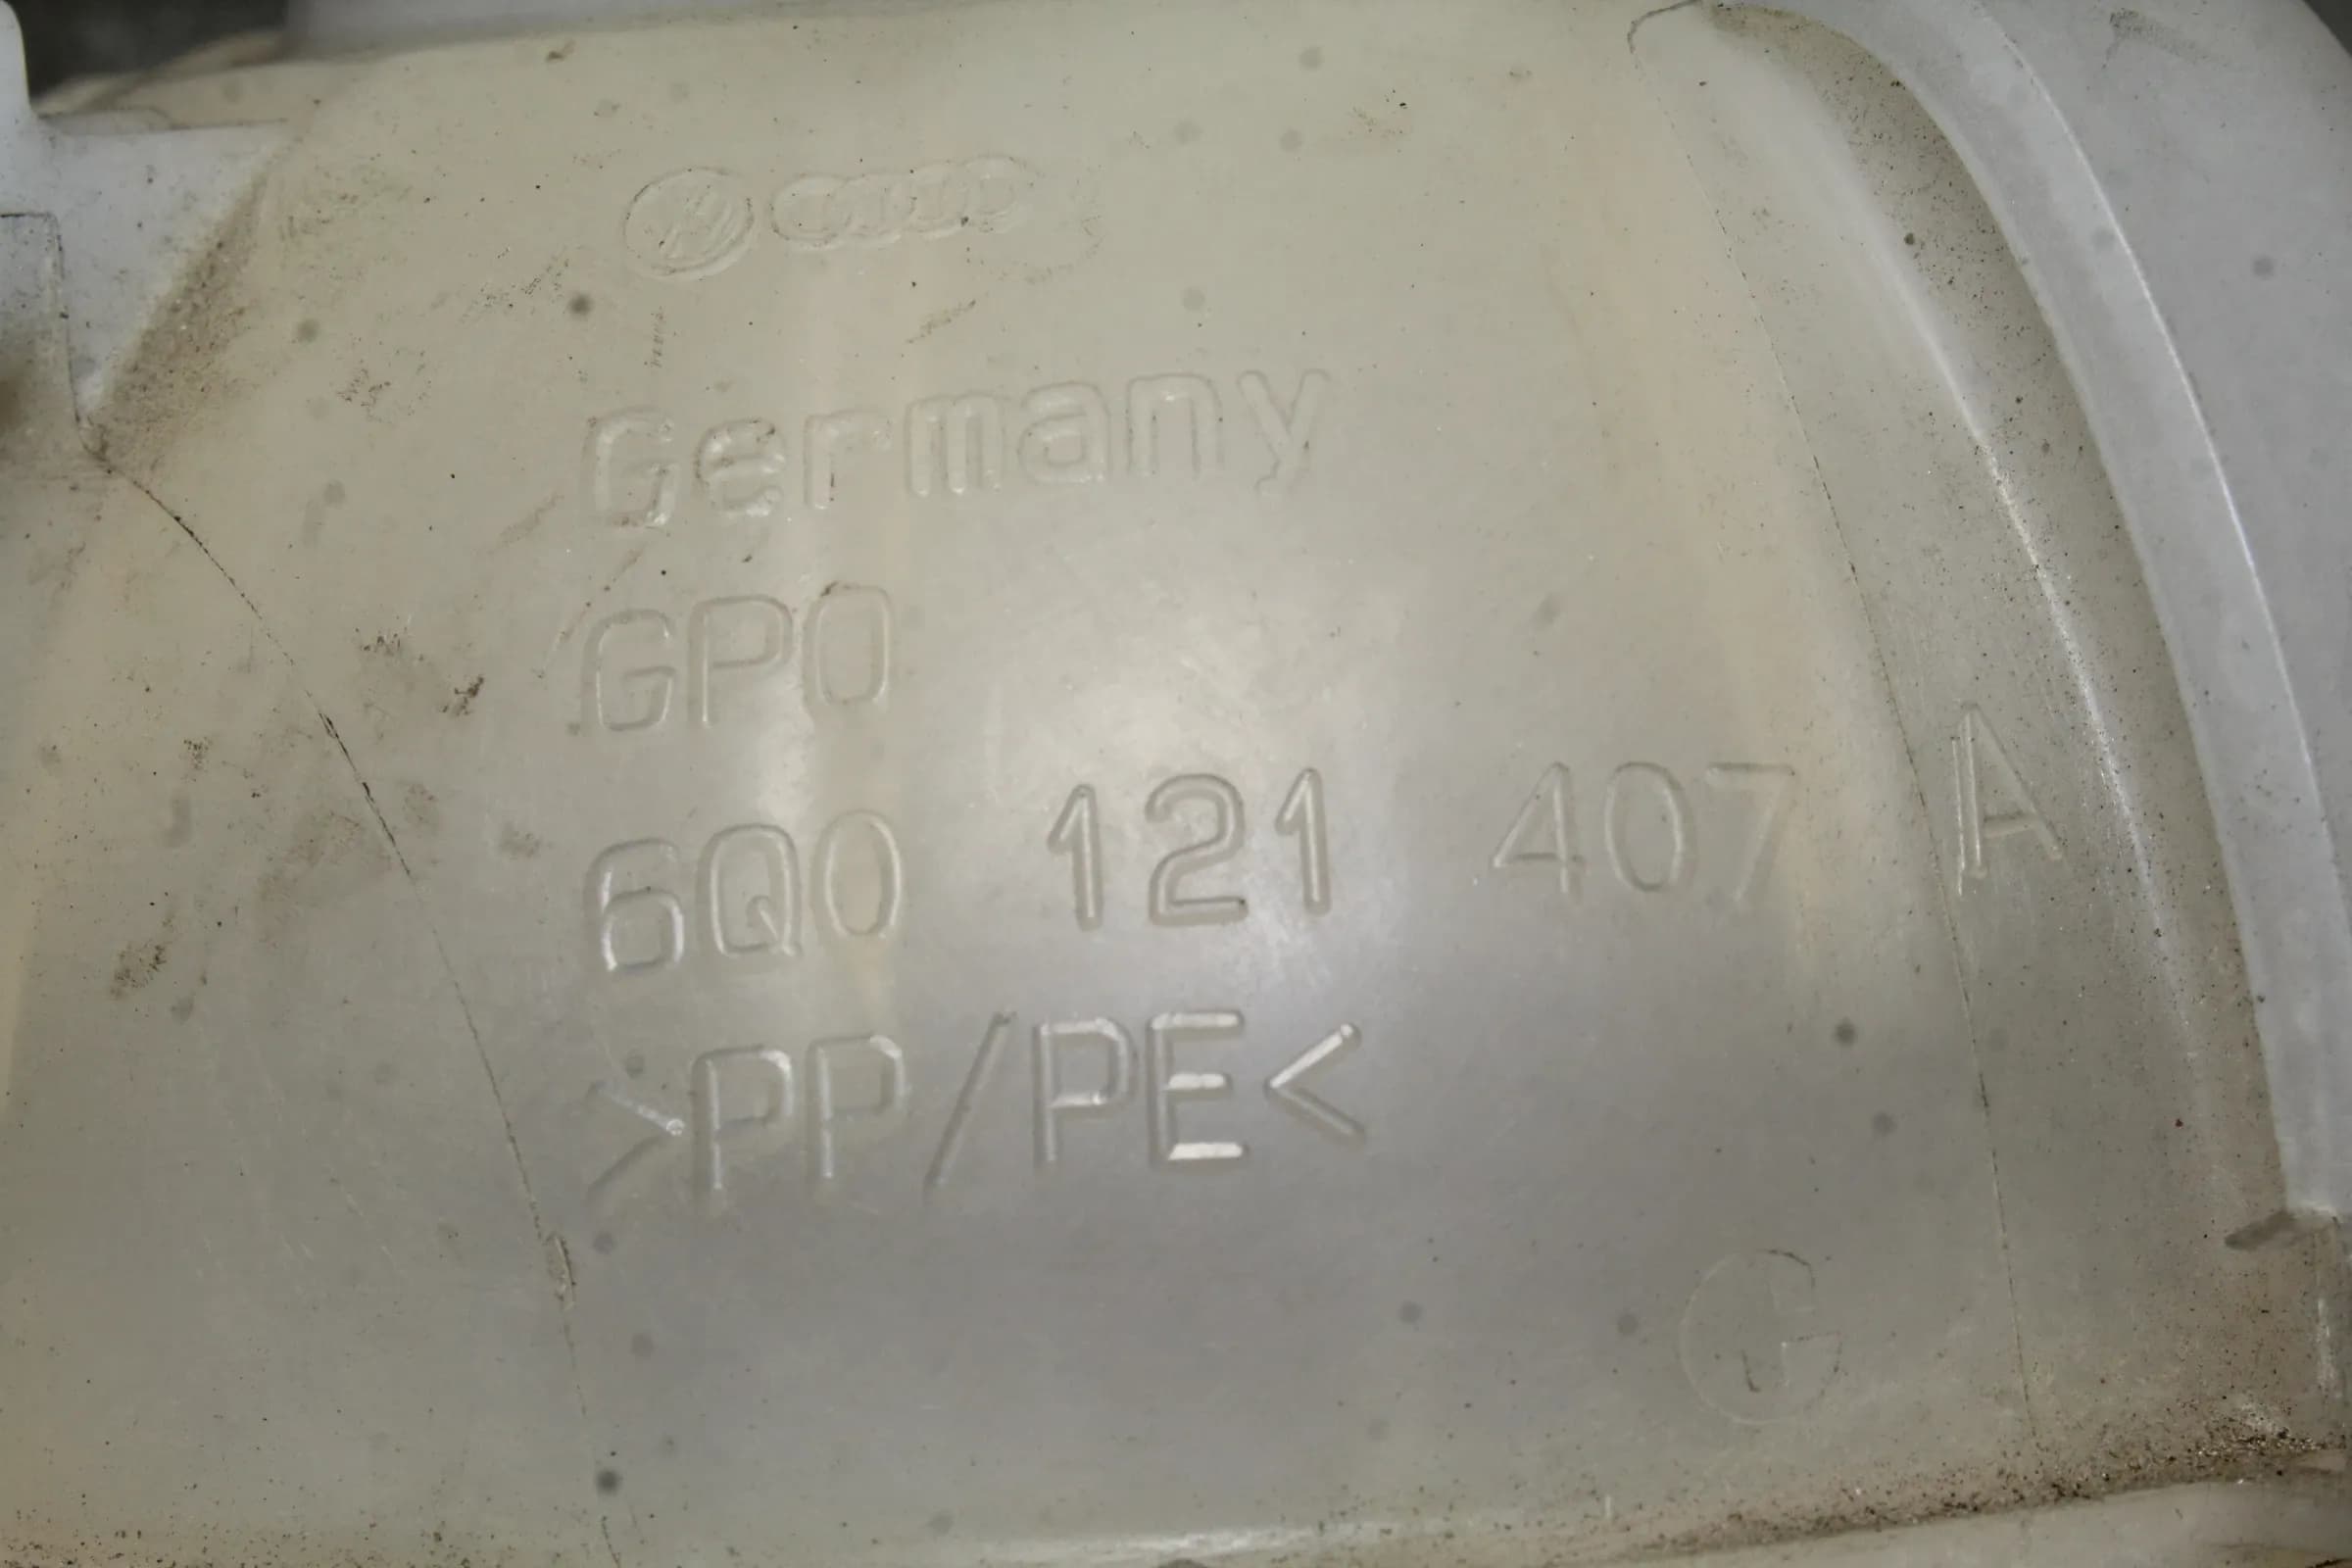 Germany
GPO
6Q0 121 407 A
>PP/PE<
G